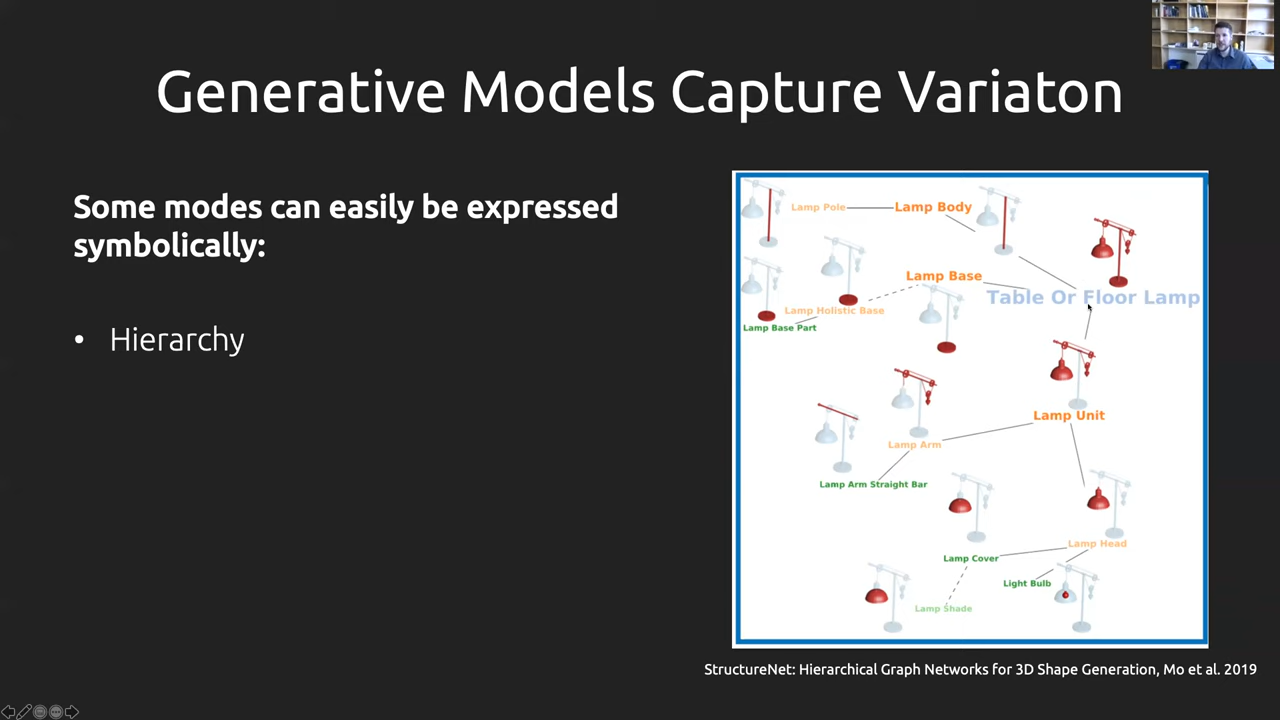 Generative Models Capture Variaton
Some modes can easily be expressed
symbolically:
• Hierarchy
Lamp Pole
Lamp Body
Lamp Base
Table Or Floor Lamp
Lamp Holistic Base
Lamp Base Part
Lamp Unit
Lamp Arm
Lamp Arm Straight Bar
Lamp Head
Lamp Cover
Light Bulb
Lamp Shade
StructureNet: Hierarchical Graph Networks for 3D Shape Generation, Mo et al. 2019